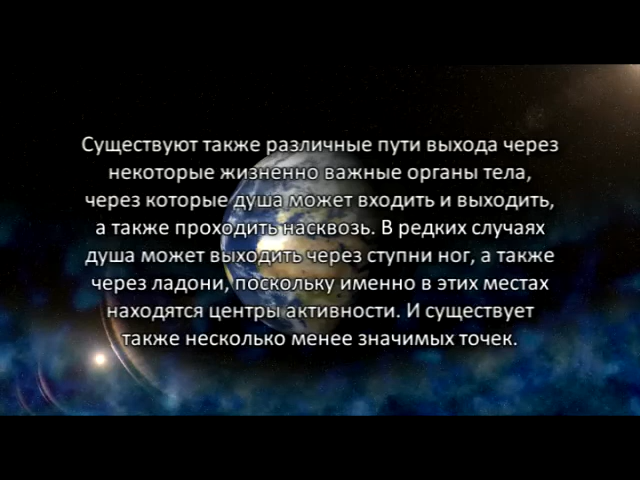 Существуют также различные пути выхода через
некоторые жизненно важные органы тела,
через которые душа может входить и выходить,
а также проходить насквозь. В редких случаях
душа может выходить через ступни ног, а также
через ладони, поскольку именно в этих местах
находятся центры активности. И существует
также несколько менее значимых точек.